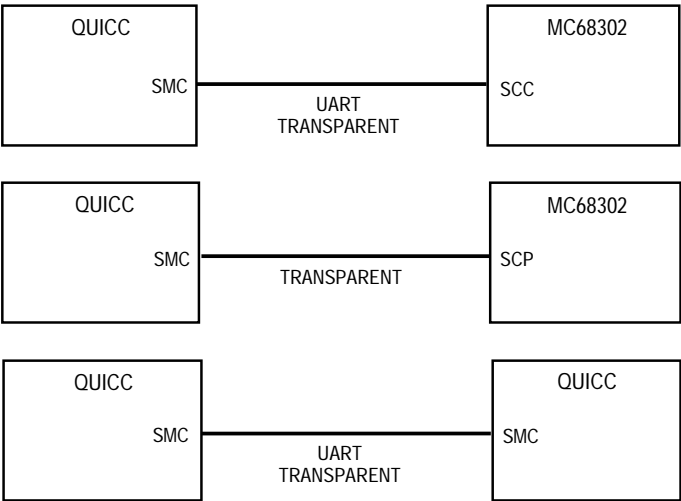 QUICC
MC68302
SMC
SCC
UART
TRANSPARENT
QUICC
MC68302
SMC
SCP
TRANSPARENT
QUICC
QUICC
SMC
SMC
UART
TRANSPARENT